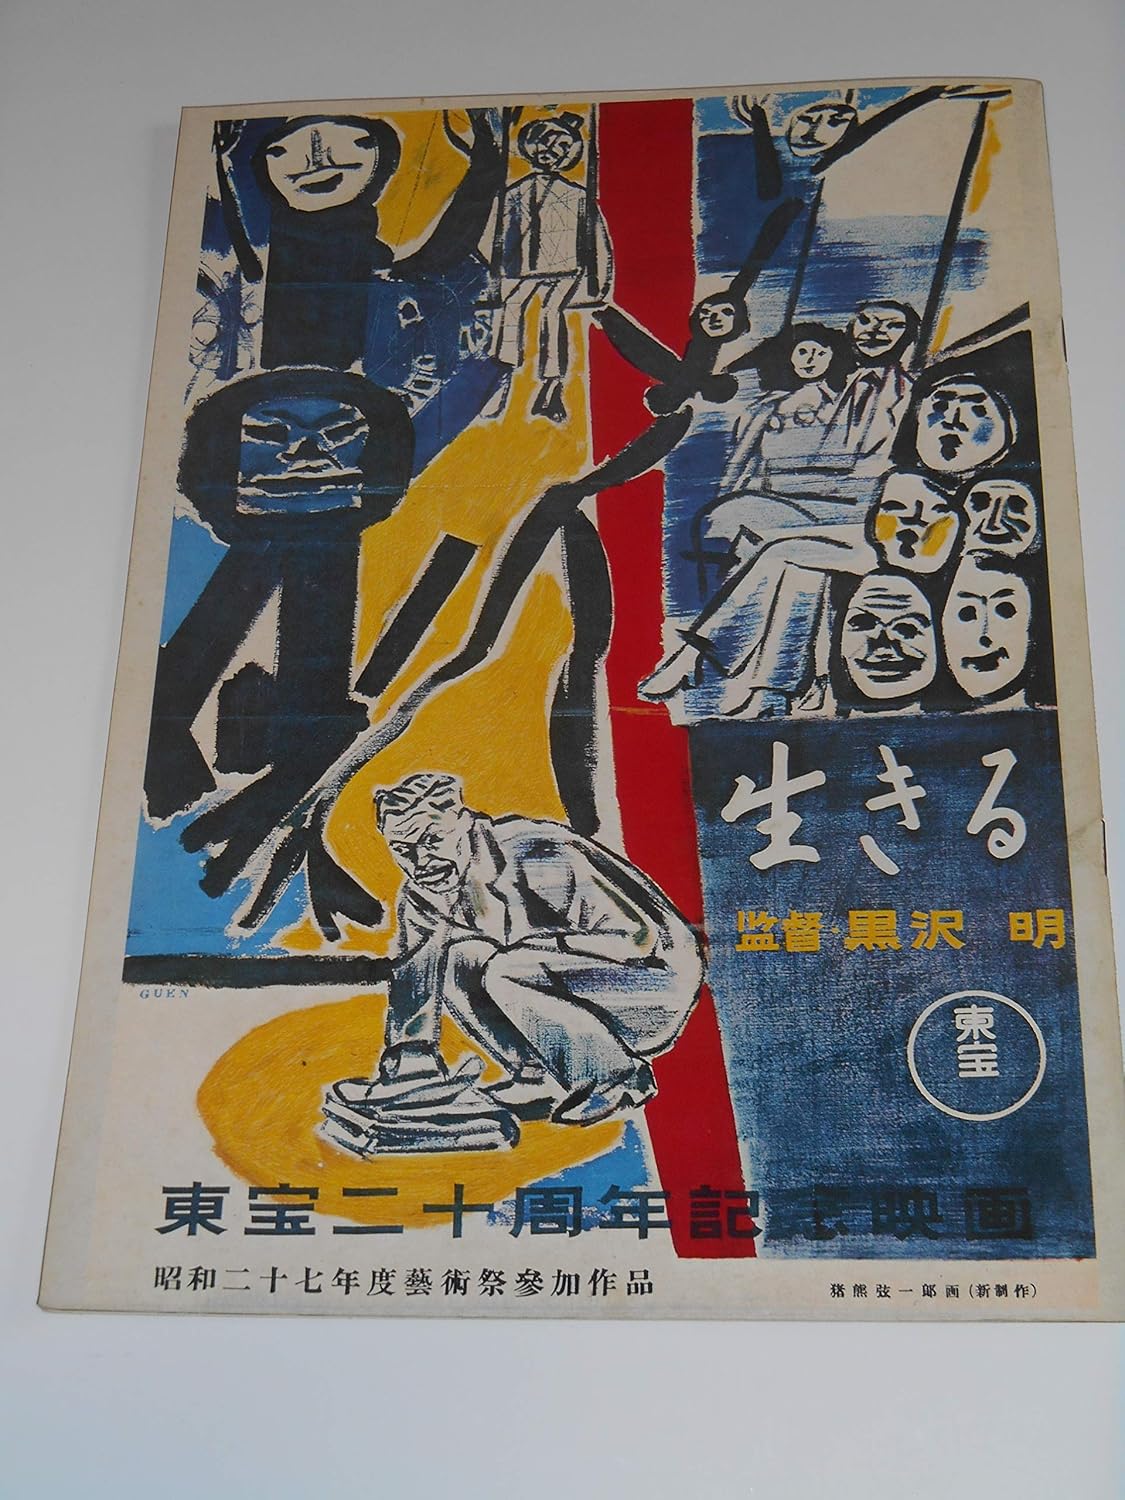 生きる
監督・黒沢 明
東宝
GUEN
東宝二十周年記念映画
昭和二十七年度藝術祭參加作品
猪熊弦一郎画(新制作)